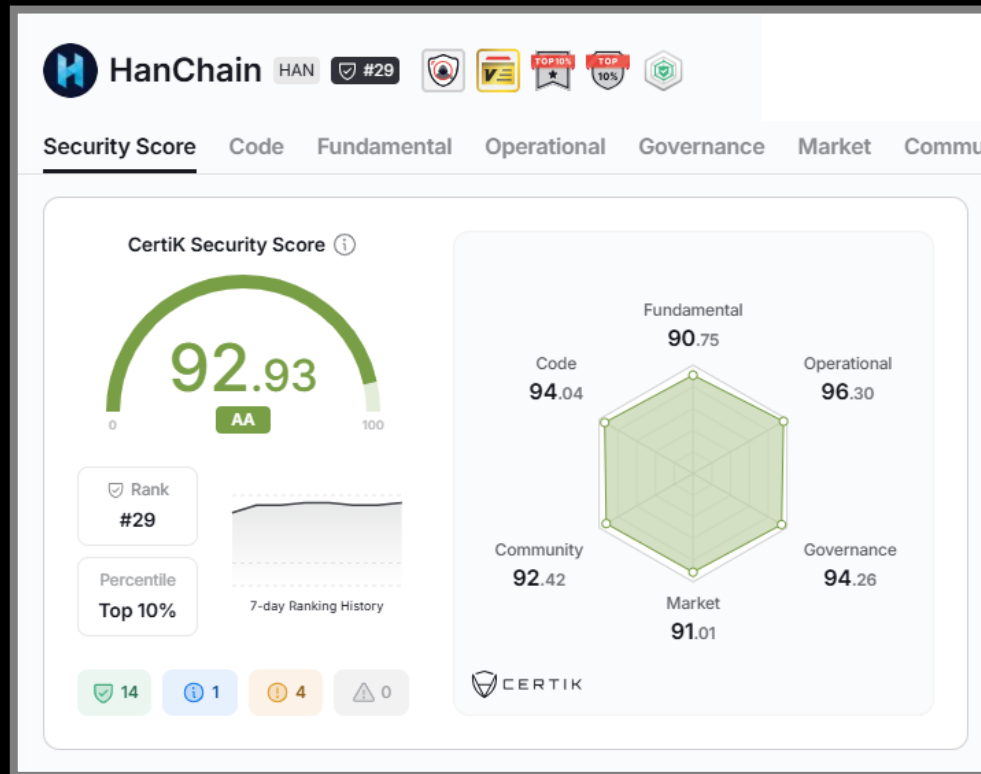 HanChain HAN #29
TOP10%
TOP
10%
Security Score Code Fundamental Operational Governance Market Commu
CertiK Security Score
92.93
AA
0 100
Rank
#29
Percentile
Top 10%
7-day Ranking History
14 1 4 0
Fundamental
90.75
Code
94.04
Operational
96.30
Community
92.42
Governance
94.26
Market
91.01
CERTIK